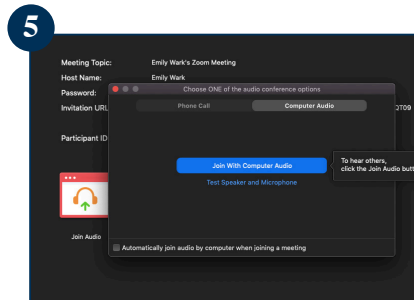 5
Meeting Topic: Emily Wark's Zoom Meeting
Host Name: Emily Wark
Password:
Choose ONE of the audio conference options
Invitation URL
Phone Call Computer Audio
0T09
Participant ID
Join With Computer Audio
To hear others,
click the Join Audio butt
Test Speaker and Microphone
Join Audio
Automatically join audio by computer when joining a meeting